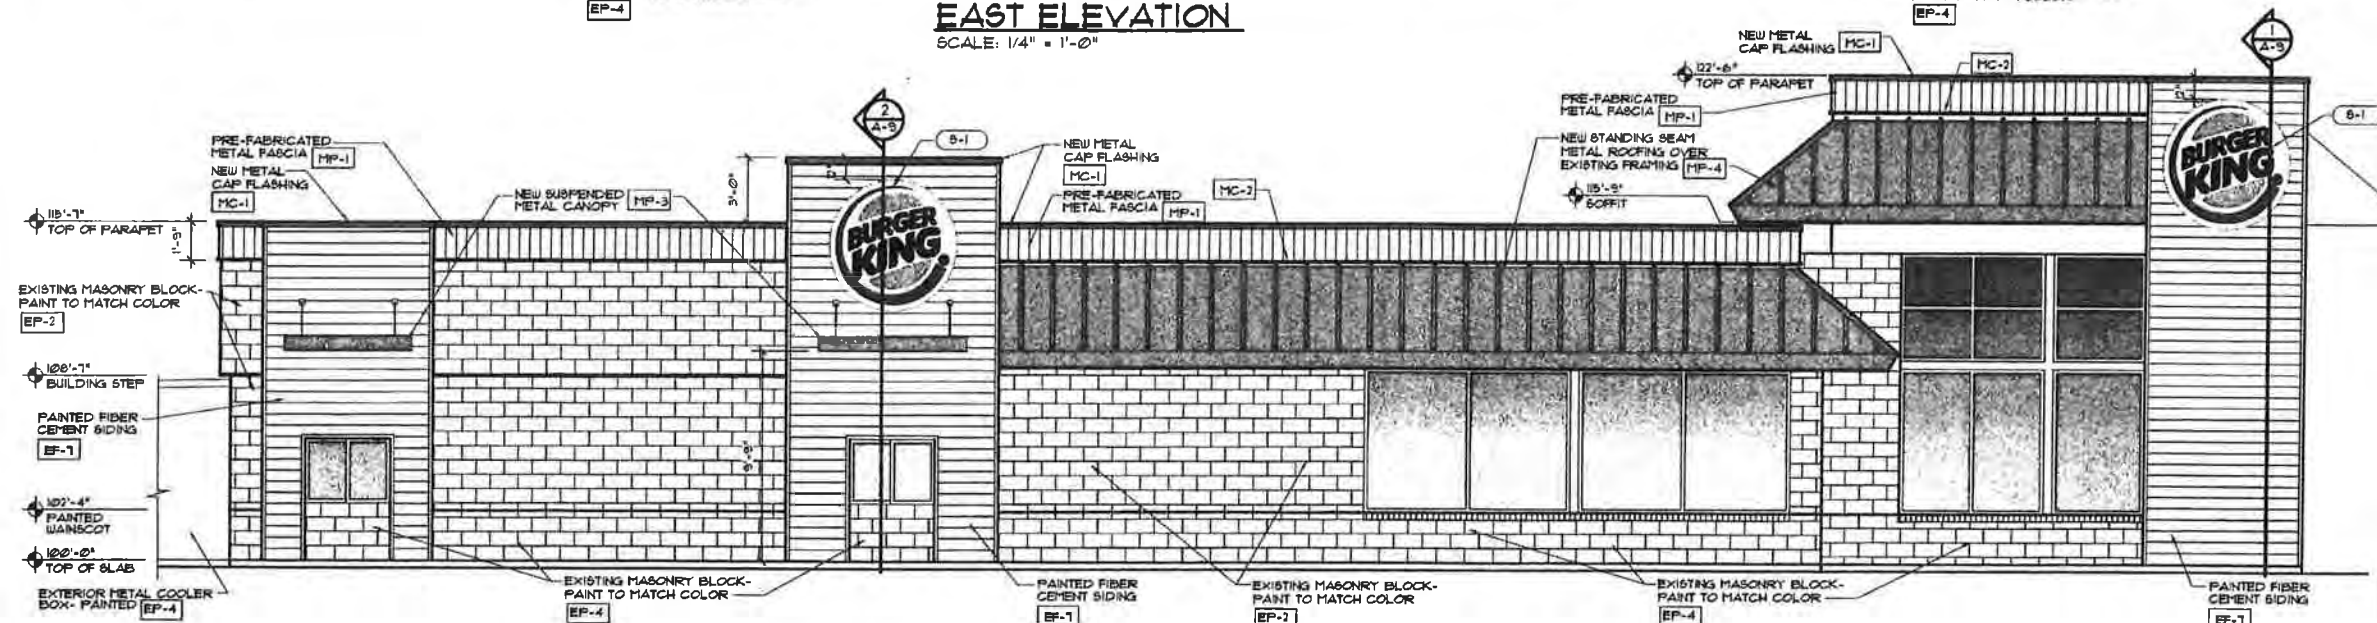 EP-4
EAST ELEVATION
SCALE: 1/4" = 1'-0"
EP-4
1
A-9
NEW METAL
CAP FLASHING MC-1
122'-6"
TOP OF PARAPET
MC-2
PRE-FABRICATED
METAL FASCIA MP-1
S-1
NEW STANDING SEAM
METAL ROOFING OVER
EXISTING FRAMING MP-4
115'-9"
SOFFIT
BURGER
KING
2
A-9
S-1
PRE-FABRICATED
METAL FASCIA MP-1
NEW METAL
CAP FLASHING
MC-1
NEW SUSPENDED
METAL CANOPY MP-3
3'-0"
NEW METAL
CAP FLASHING
MC-1
PRE-FABRICATED
METAL FASCIA MP-1
MC-2
115'-7"
TOP OF PARAPET
1'-9"
BURGER
KING
EXISTING MASONRY BLOCK-
PAINT TO MATCH COLOR
EP-2
108'-7"
BUILDING STEP
PAINTED FIBER
CEMENT SIDING
EF-7
9'-9"
102'-4"
PAINTED
WAINSCOT
100'-0"
TOP OF SLAB
EXTERIOR METAL COOLER
BOX- PAINTED EP-4
EXISTING MASONRY BLOCK-
PAINT TO MATCH COLOR
EP-4
PAINTED FIBER
CEMENT SIDING
EF-7
EXISTING MASONRY BLOCK-
PAINT TO MATCH COLOR
EP-2
EXISTING MASONRY BLOCK-
PAINT TO MATCH COLOR
EP-4
PAINTED FIBER
CEMENT SIDING
EF-7